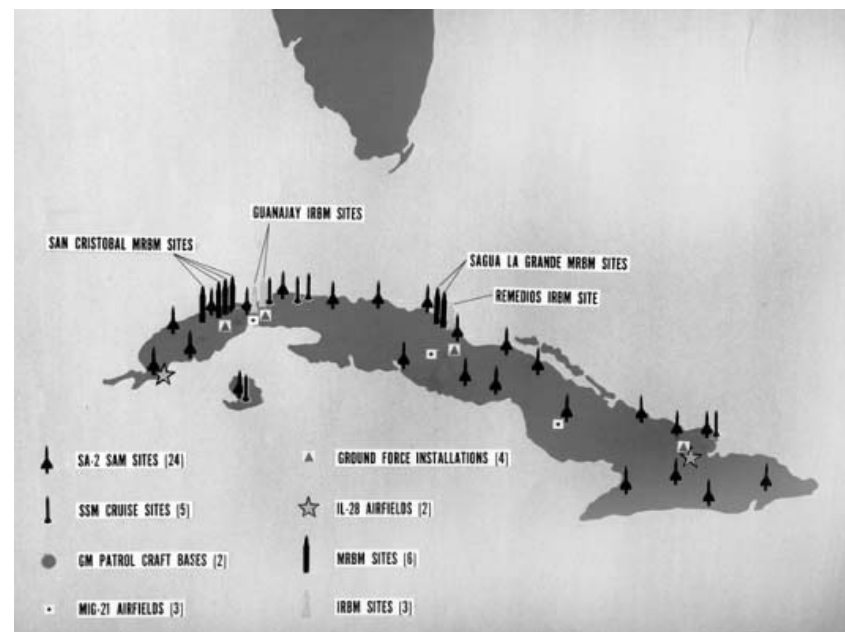 GUANAJAY IRBM SITES
SAN CRISTOBAL MRBM SITES
SAGUA LA GRANDE MRBM SITES
REMEDIOS IRBM SITE
SA-2 SAM SITES (24)
GROUND FORCE INSTALLATIONS (4)
SSM CRUISE SITES (5)
IL-28 AIRFIELDS (2)
GM PATROL CRAFT BASES (2)
MRBM SITES (6)
MIG-21 AIRFIELDS (3)
IRBM SITES (3)